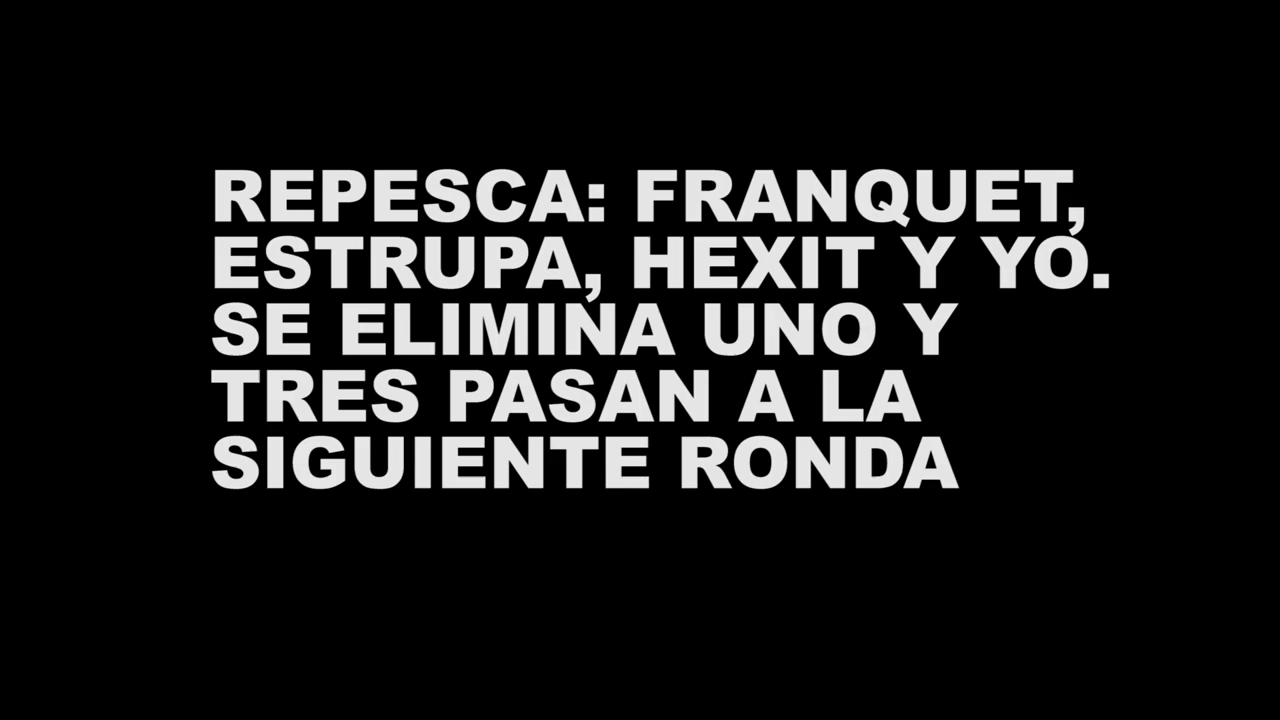 REPESCA: FRANQUET,
ESTRUPA, HEXIT Y YO.
SE ELIMINA UNO Y
TRES PASAN A LA
SIGUIENTE RONDA